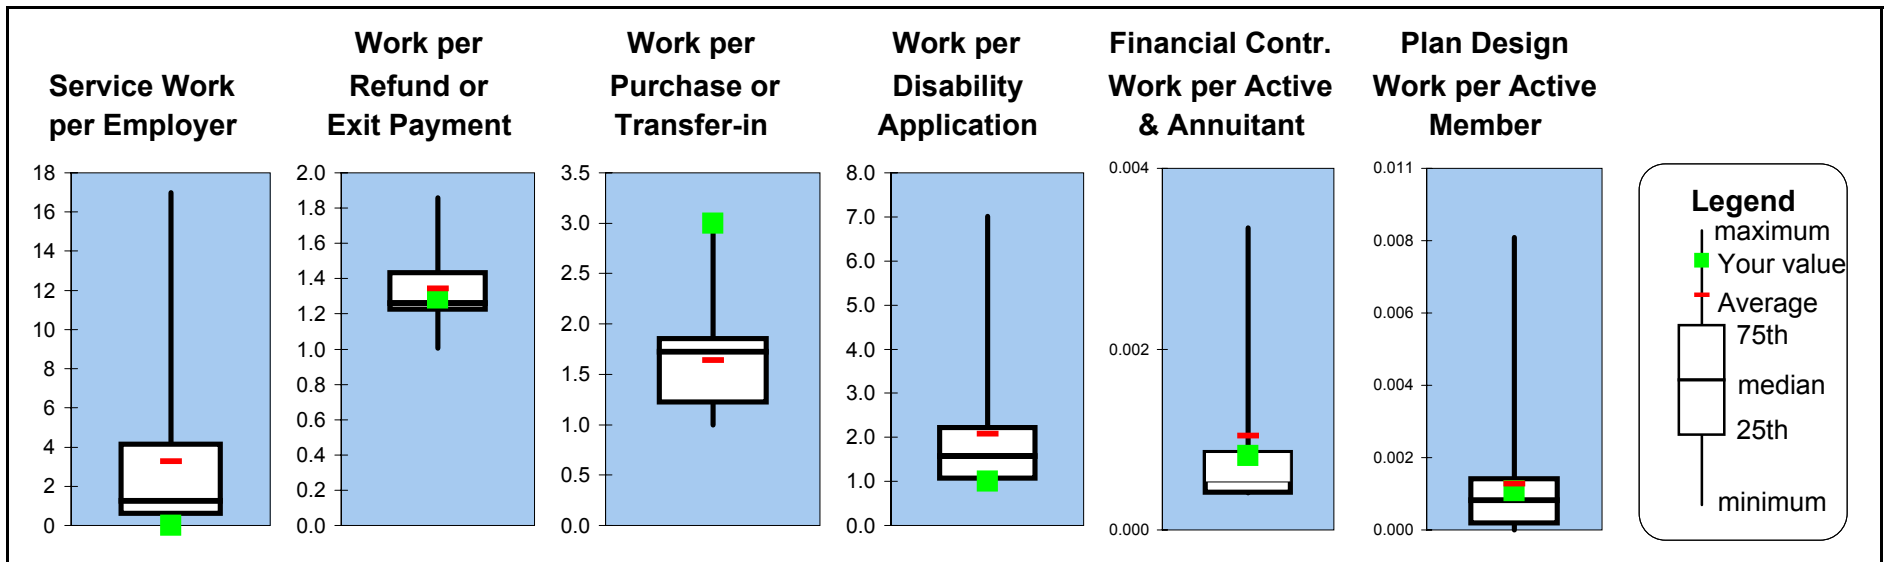 Service Work
per Employer
18
16
14
12
10
8
6
4
2
0
Work per
Refund or
Exit Payment
2.0
1.8
1.6
1.4
1.2
1.0
0.8
0.6
0.4
0.2
0.0
Work per
Purchase or
Transfer-in
3.5
3.0
2.5
2.0
1.5
1.0
0.5
0.0
Work per
Disability
Application
8.0
7.0
6.0
5.0
4.0
3.0
2.0
1.0
0.0
Financial Contr.
Work per Active
& Annuitant
0.004
0.002
0.000
Plan Design
Work per Active
Member
0.011
0.008
0.006
0.004
0.002
0.000
Legend
maximum
Your value
Average
75th
median
25th
minimum